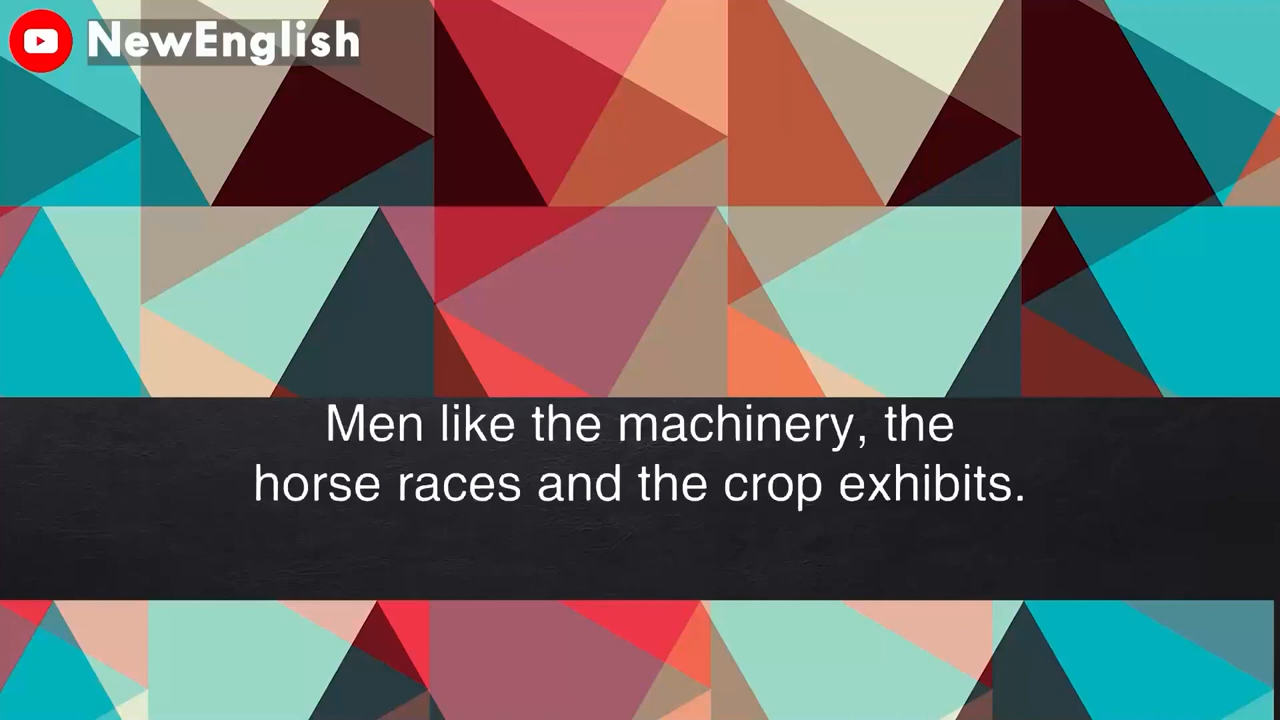 NewEnglish
Men like the machinery, the
horse races and the crop exhibits.